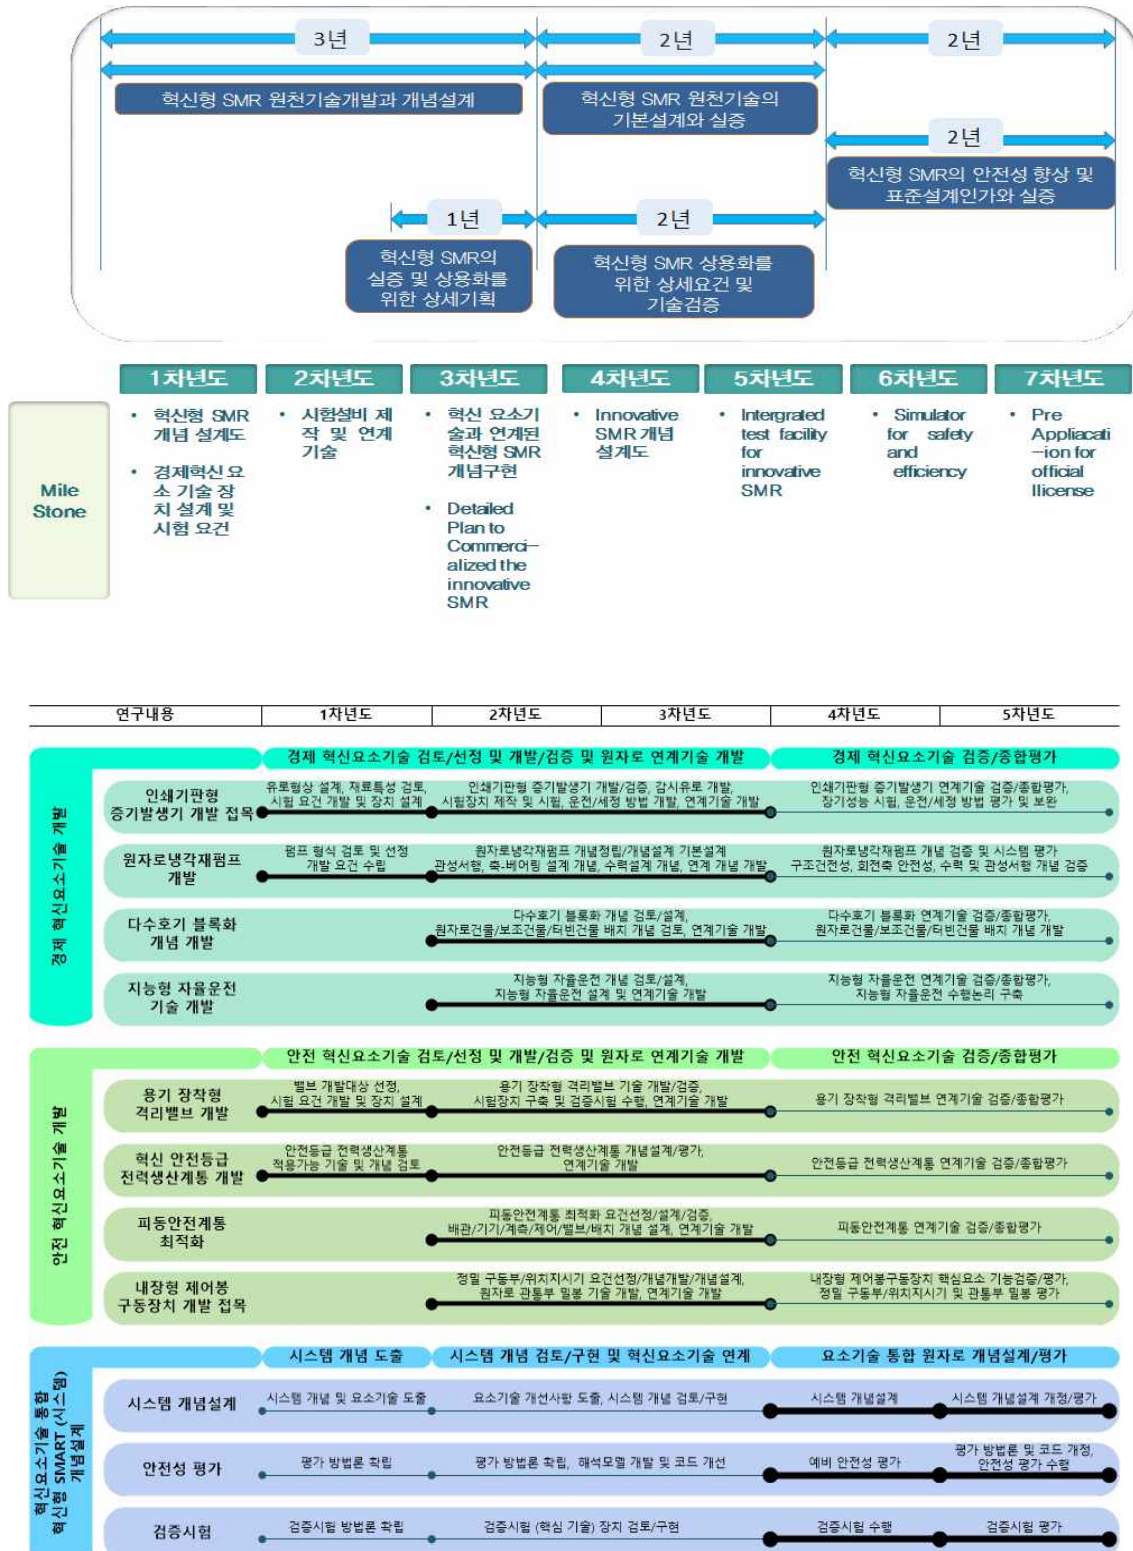 3년
2년
2년
혁신형 SMR 원천기술개발과 개념설계
혁신형 SMR 원천기술의
기본설계와 실증
2년
혁신형 SMR의 안전성 향상 및
표준설계인가와 실증
1년
2년
혁신형 SMR의
실증 및 상용화를
위한 상세기획
혁신형 SMR 상용화를
위한 상세요건 및
기술검증
Mile
Stone
1차년도
• 혁신형 SMR
개념 설계도
• 경제혁신 요
소 기술 장
치 설계 및
시험 요건
2차년도
• 시험설비 제
작 및 연계
기술
3차년도
• 혁신 요소기
술과 연계된
혁신형 SMR
개념구현
• Detailed
Plan to
Commerci-
alized the
innovative
SMR
4차년도
• Innovative
SMR 개념
설계도
5차년도
• Intergrated
test facility
for
innovative
SMR
6차년도
• Simulator
for safety
and
efficiency
7차년도
• Pre
Appliacati
-ion for
official
llicense
연구내용 1차년도 2차년도 3차년도 4차년도 5차년도
경제 혁신요소기술 개발
경제 혁신요소기술 검토/선정 및 개발/검증 및 원자로 연계기술 개발
경제 혁신요소기술 검증/종합평가
인쇄기판형
증기발생기 개발 접목
유로형상 설계, 재료특성 검토,
시험 요건 개발 및 장치 설계
인쇄기판형 증기발생기 개발/검증, 감시유로 개발,
시험장치 제작 및 시험, 운전/세정 방법 개발, 연계기술 개발
인쇄기판형 증기발생기 연계기술 검증/종합평가,
장기성능 시험, 운전/세정 방법 평가 및 보완
원자로냉각재펌프
개발
펌프 형식 검토 및 선정
개발 요건 수립
원자로냉각재펌프 개념정립/개념설계 기본설계
관성서행, 축-베어링 설계 개념, 수력설계 개념, 연계 개념 개발
원자로냉각재펌프 개념 검증 및 시스템 평가
구조건전성, 회전축 안전성, 수력 및 관성서행 개념 검증
다수호기 블록화
개념 개발
다수호기 블록화 개념 검토/설계,
원자로건물/보조건물/터빈건물 배치 개념 검토, 연계기술 개발
다수호기 블록화 연계기술 검증/종합평가,
원자로건물/보조건물/터빈건물 배치 개념 개발
지능형 자율운전
기술 개발
지능형 자율운전 개념 검토/설계,
지능형 자율운전 설계 및 연계기술 개발
지능형 자율운전 연계기술 검증/종합평가,
지능형 자율운전 수행논리 구축
안전 혁신요소기술 개발
안전 혁신요소기술 검토/선정 및 개발/검증 및 원자로 연계기술 개발
안전 혁신요소기술 검증/종합평가
용기 장착형
격리밸브 개발
밸브 개발대상 선정,
시험 요건 개발 및 장치 설계
용기 장착형 격리밸브 기술 개발/검증,
시험장치 구축 및 검증시험 수행, 연계기술 개발
용기 장착형 격리밸브 연계기술 검증/종합평가
혁신 안전등급
전력생산계통 개발
안전등급 전력생산계통
적용가능 기술 및 개념 검토
안전등급 전력생산계통 개념설계/평가,
연계기술 개발
안전등급 전력생산계통 연계기술 검증/종합평가
피동안전계통
최적화
피동안전계통 최적화 요건선정/설계/검증,
배관/기기/계측/제어/밸브/배치 개념 설계, 연계기술 개발
피동안전계통 연계기술 검증/종합평가
내장형 제어봉
구동장치 개발 접목
정밀 구동부/위치지시기 요건선정/개념개발/개념설계,
원자로 관통부 밀봉 기술 개발, 연계기술 개발
내장형 제어봉구동장치 핵심요소 기능검증/평가,
정밀 구동부/위치지시기 및 관통부 밀봉 평가
혁신요소기술 통합
혁신형 SMART (시스템)
개념설계
시스템 개념 도출
시스템 개념 검토/구현 및 혁신요소기술 연계
요소기술 통합 원자로 개념설계/평가
시스템 개념설계
시스템 개념 및 요소기술 도출
요소기술 개선사항 도출, 시스템 개념 검토/구현
시스템 개념설계
시스템 개념설계 개정/평가
안전성 평가
평가 방법론 확립
평가 방법론 확립, 해석모델 개발 및 코드 개선
예비 안전성 평가
평가 방법론 및 코드 개정,
안전성 평가 수행
검증시험
검증시험 방법론 확립
검증시험 (핵심 기술) 장치 검토/구현
검증시험 수행
검증시험 평가